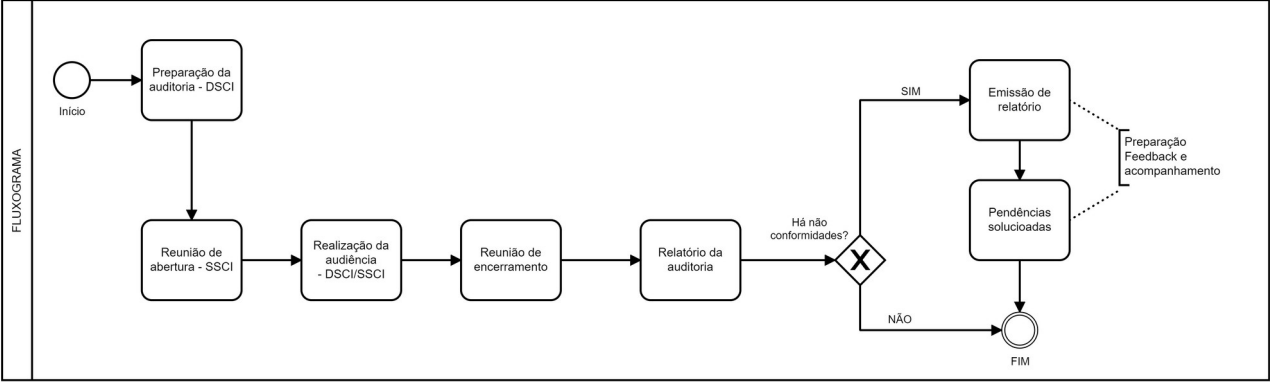 FLUXOGRAMA
Início
Preparação da
auditoria - DSCI
Reunião de
abertura - SSCI
Realização da
audiência
- DSCI/SSCI
Reunião de
encerramento
Relatório da
auditoria
Há não
conformidades?
X
SIM
NÃO
Emissão de
relatório
Pendências
solucioadas
Preparação
Feedback e
acompanhamento
FIM